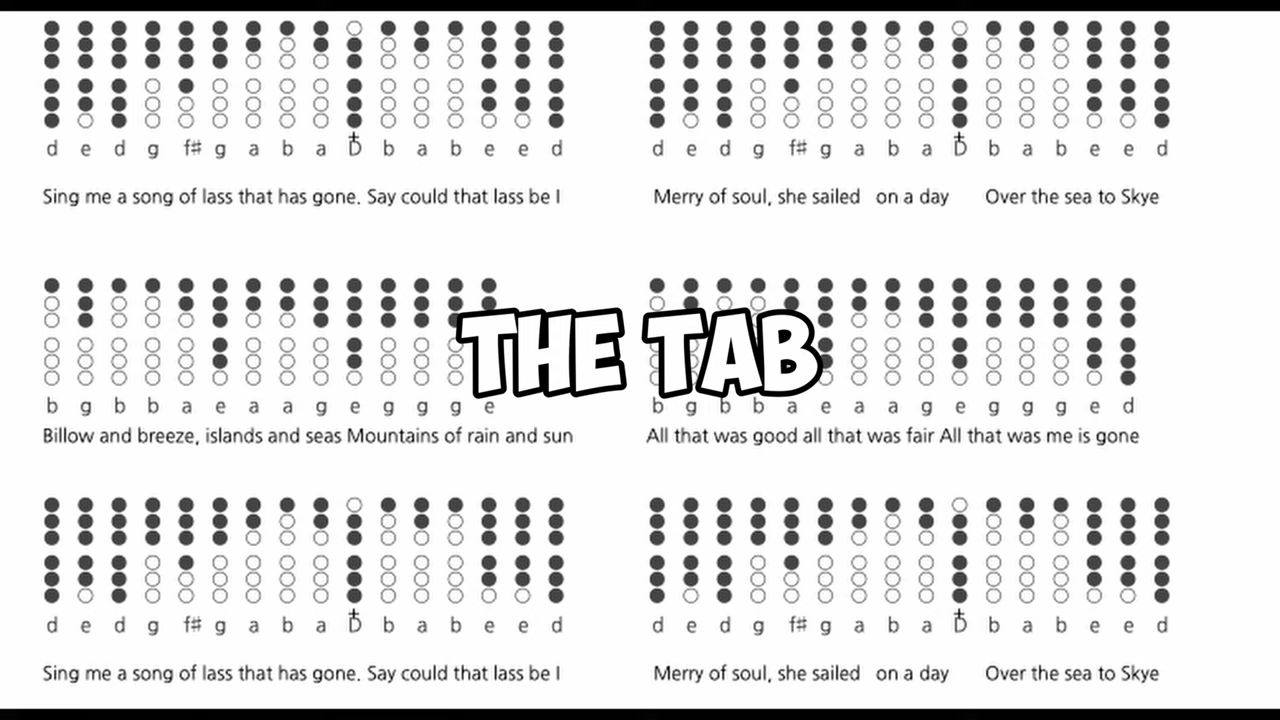 + +
d e d g f# g a b a D b a b e e d d e d g f# g a b a D b a b e e d
Sing me a song of lass that has gone. Say could that lass be I Merry of soul, she sailed on a day Over the sea to Skye
THE TAB
b g b b a e a a g e g g g e b g b b a e a a g e g g g e d
Billow and breeze, islands and seas Mountains of rain and sun All that was good all that was fair All that was me is gone
+ +
d e d g f# g a b a D b a b e e d d e d g f# g a b a D b a b e e d
Sing me a song of lass that has gone. Say could that lass be I Merry of soul, she sailed on a day Over the sea to Skye